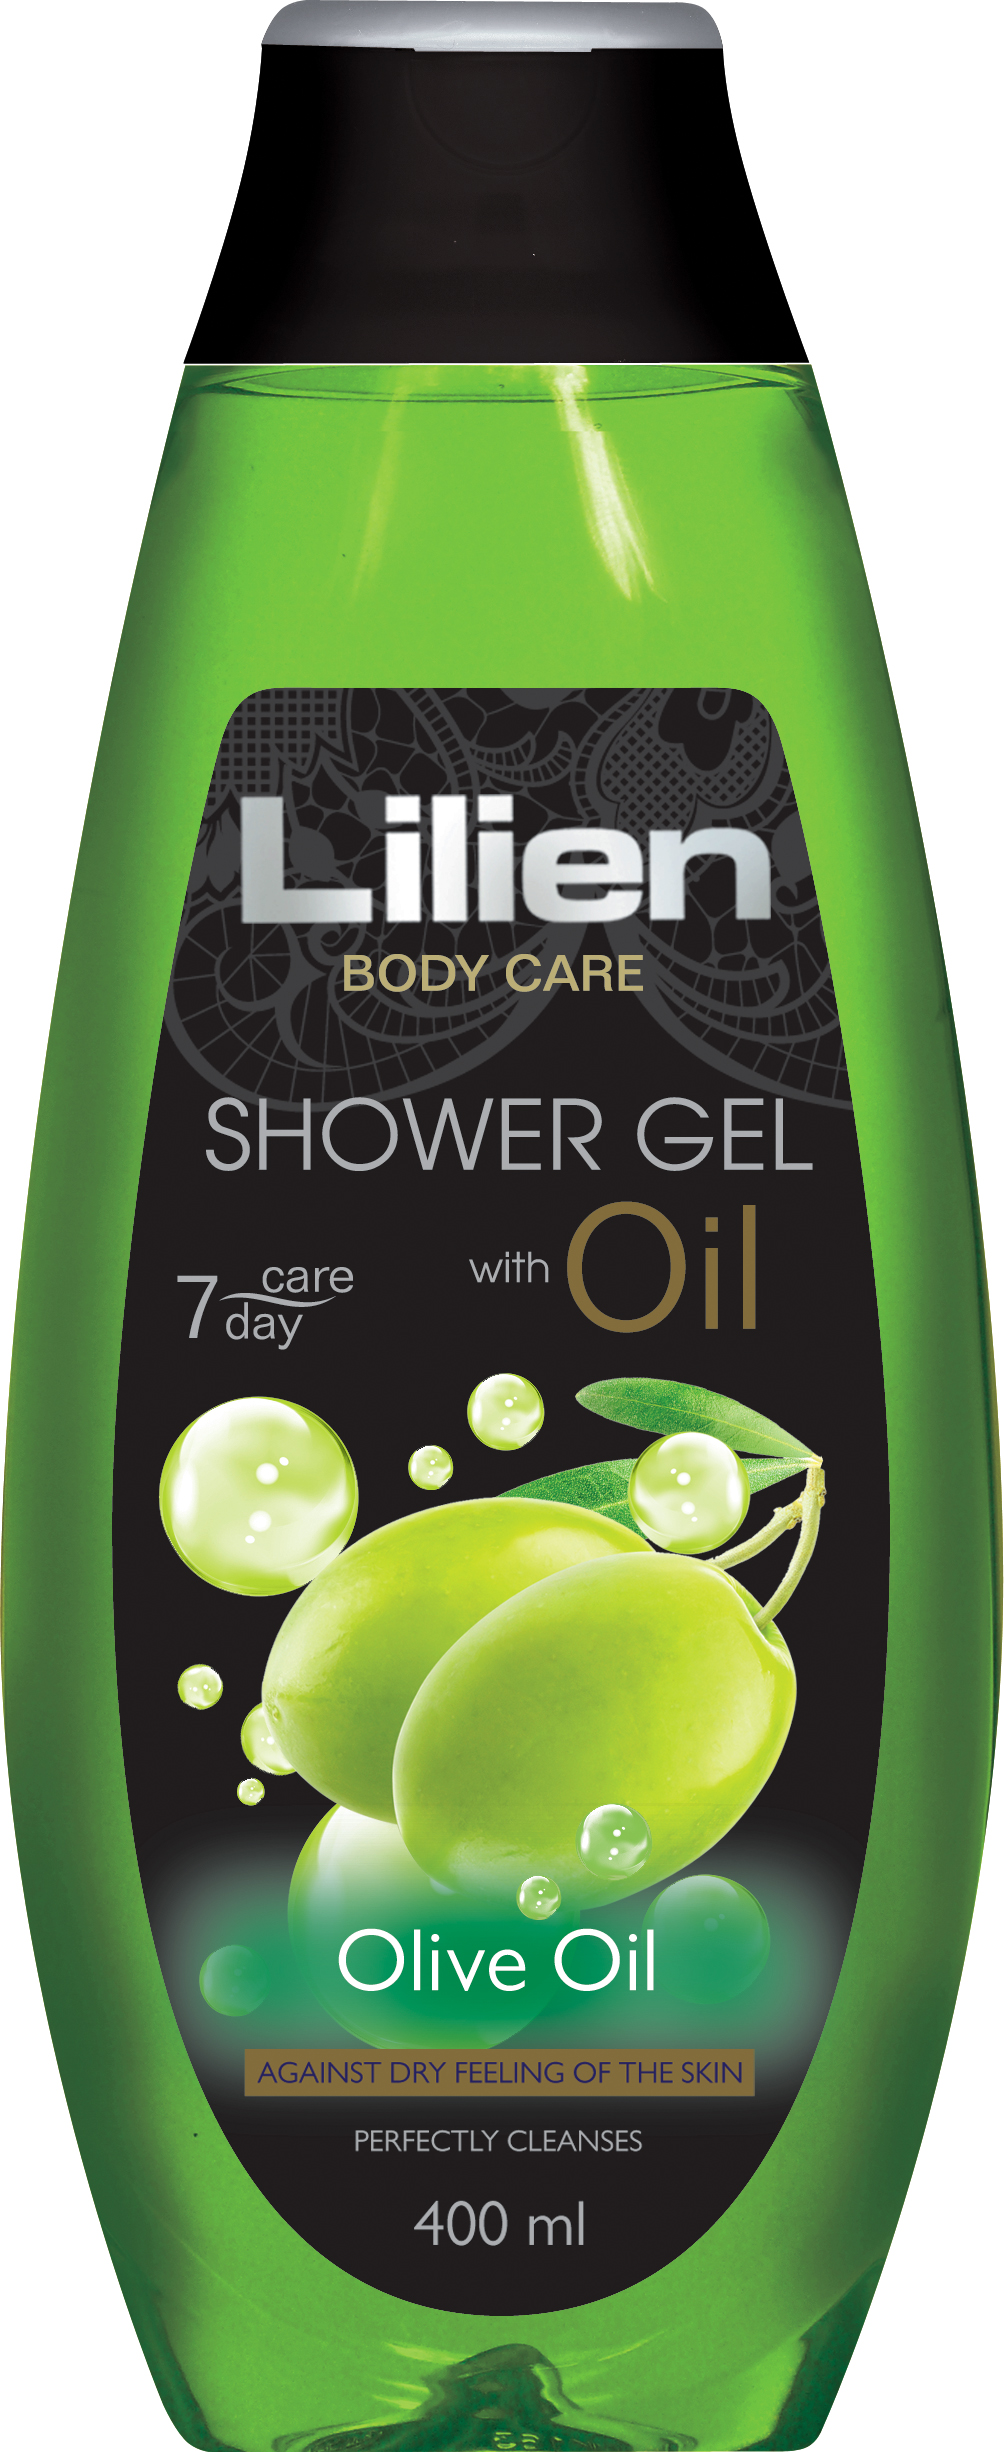 Lilien
BODY CARE
SHOWER GEL
with Oil
7 day care
Olive Oil
AGAINST DRY FEELING OF THE SKIN
PERFECTLY CLEANSES
400 ml